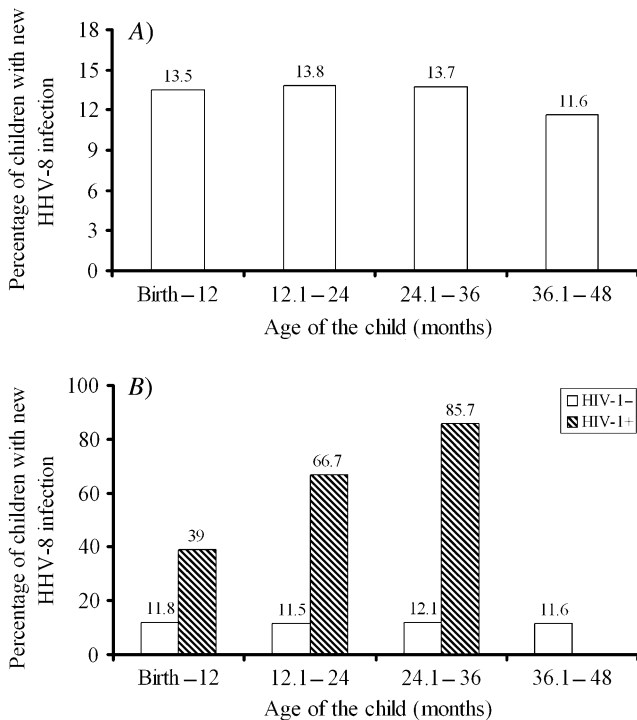 A)
Percentage of children with new
HHV-8 infection
18
15
12
9
6
3
0
13.5
13.8
13.7
11.6
Birth–12
12.1–24
24.1–36
36.1–48
Age of the child (months)
B)
Percentage of children with new
HHV-8 infection
100
80
60
40
20
0
HIV-1–
HIV-1+
11.8
39
11.5
66.7
12.1
85.7
11.6
Birth–12
12.1–24
24.1–36
36.1–48
Age of the child (months)